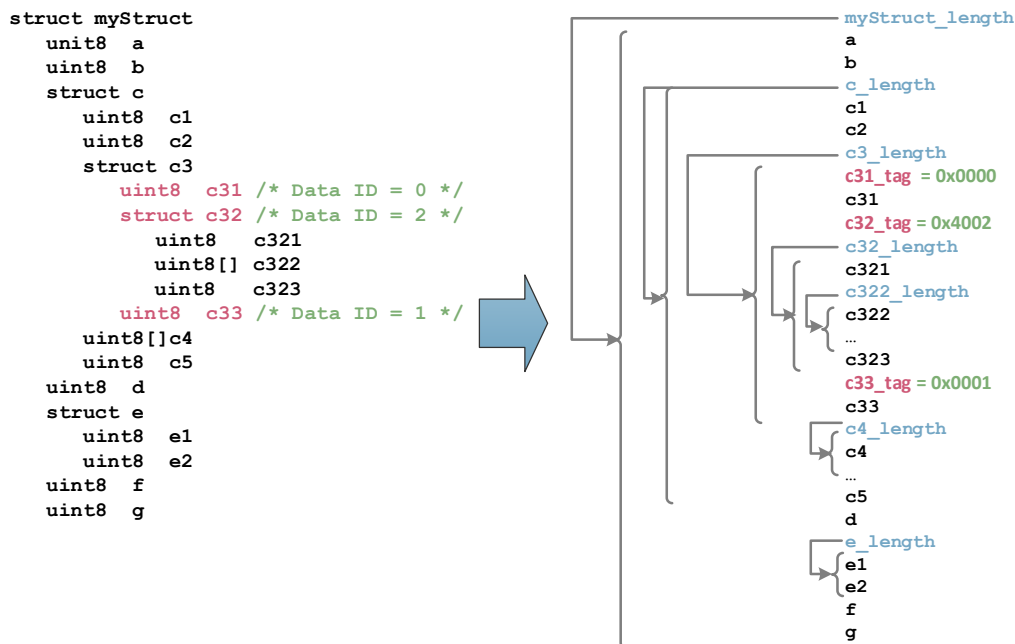 struct myStruct
unit8 a
uint8 b
struct c
uint8 c1
uint8 c2
struct c3
uint8 c31 /* Data ID = 0 */
struct c32 /* Data ID = 2 */
uint8 c321
uint8[] c322
uint8 c323
uint8 c33 /* Data ID = 1 */
uint8[]c4
uint8 c5
uint8 d
struct e
uint8 e1
uint8 e2
uint8 f
uint8 g
myStruct_length
a
b
c_length
c1
c2
c3_length
c31_tag = 0x0000
c31
c32_tag = 0x4002
c32_length
c321
c322_length
c322
…
c323
c33_tag = 0x0001
c33
c4_length
c4
…
c5
d
e_length
e1
e2
f
g